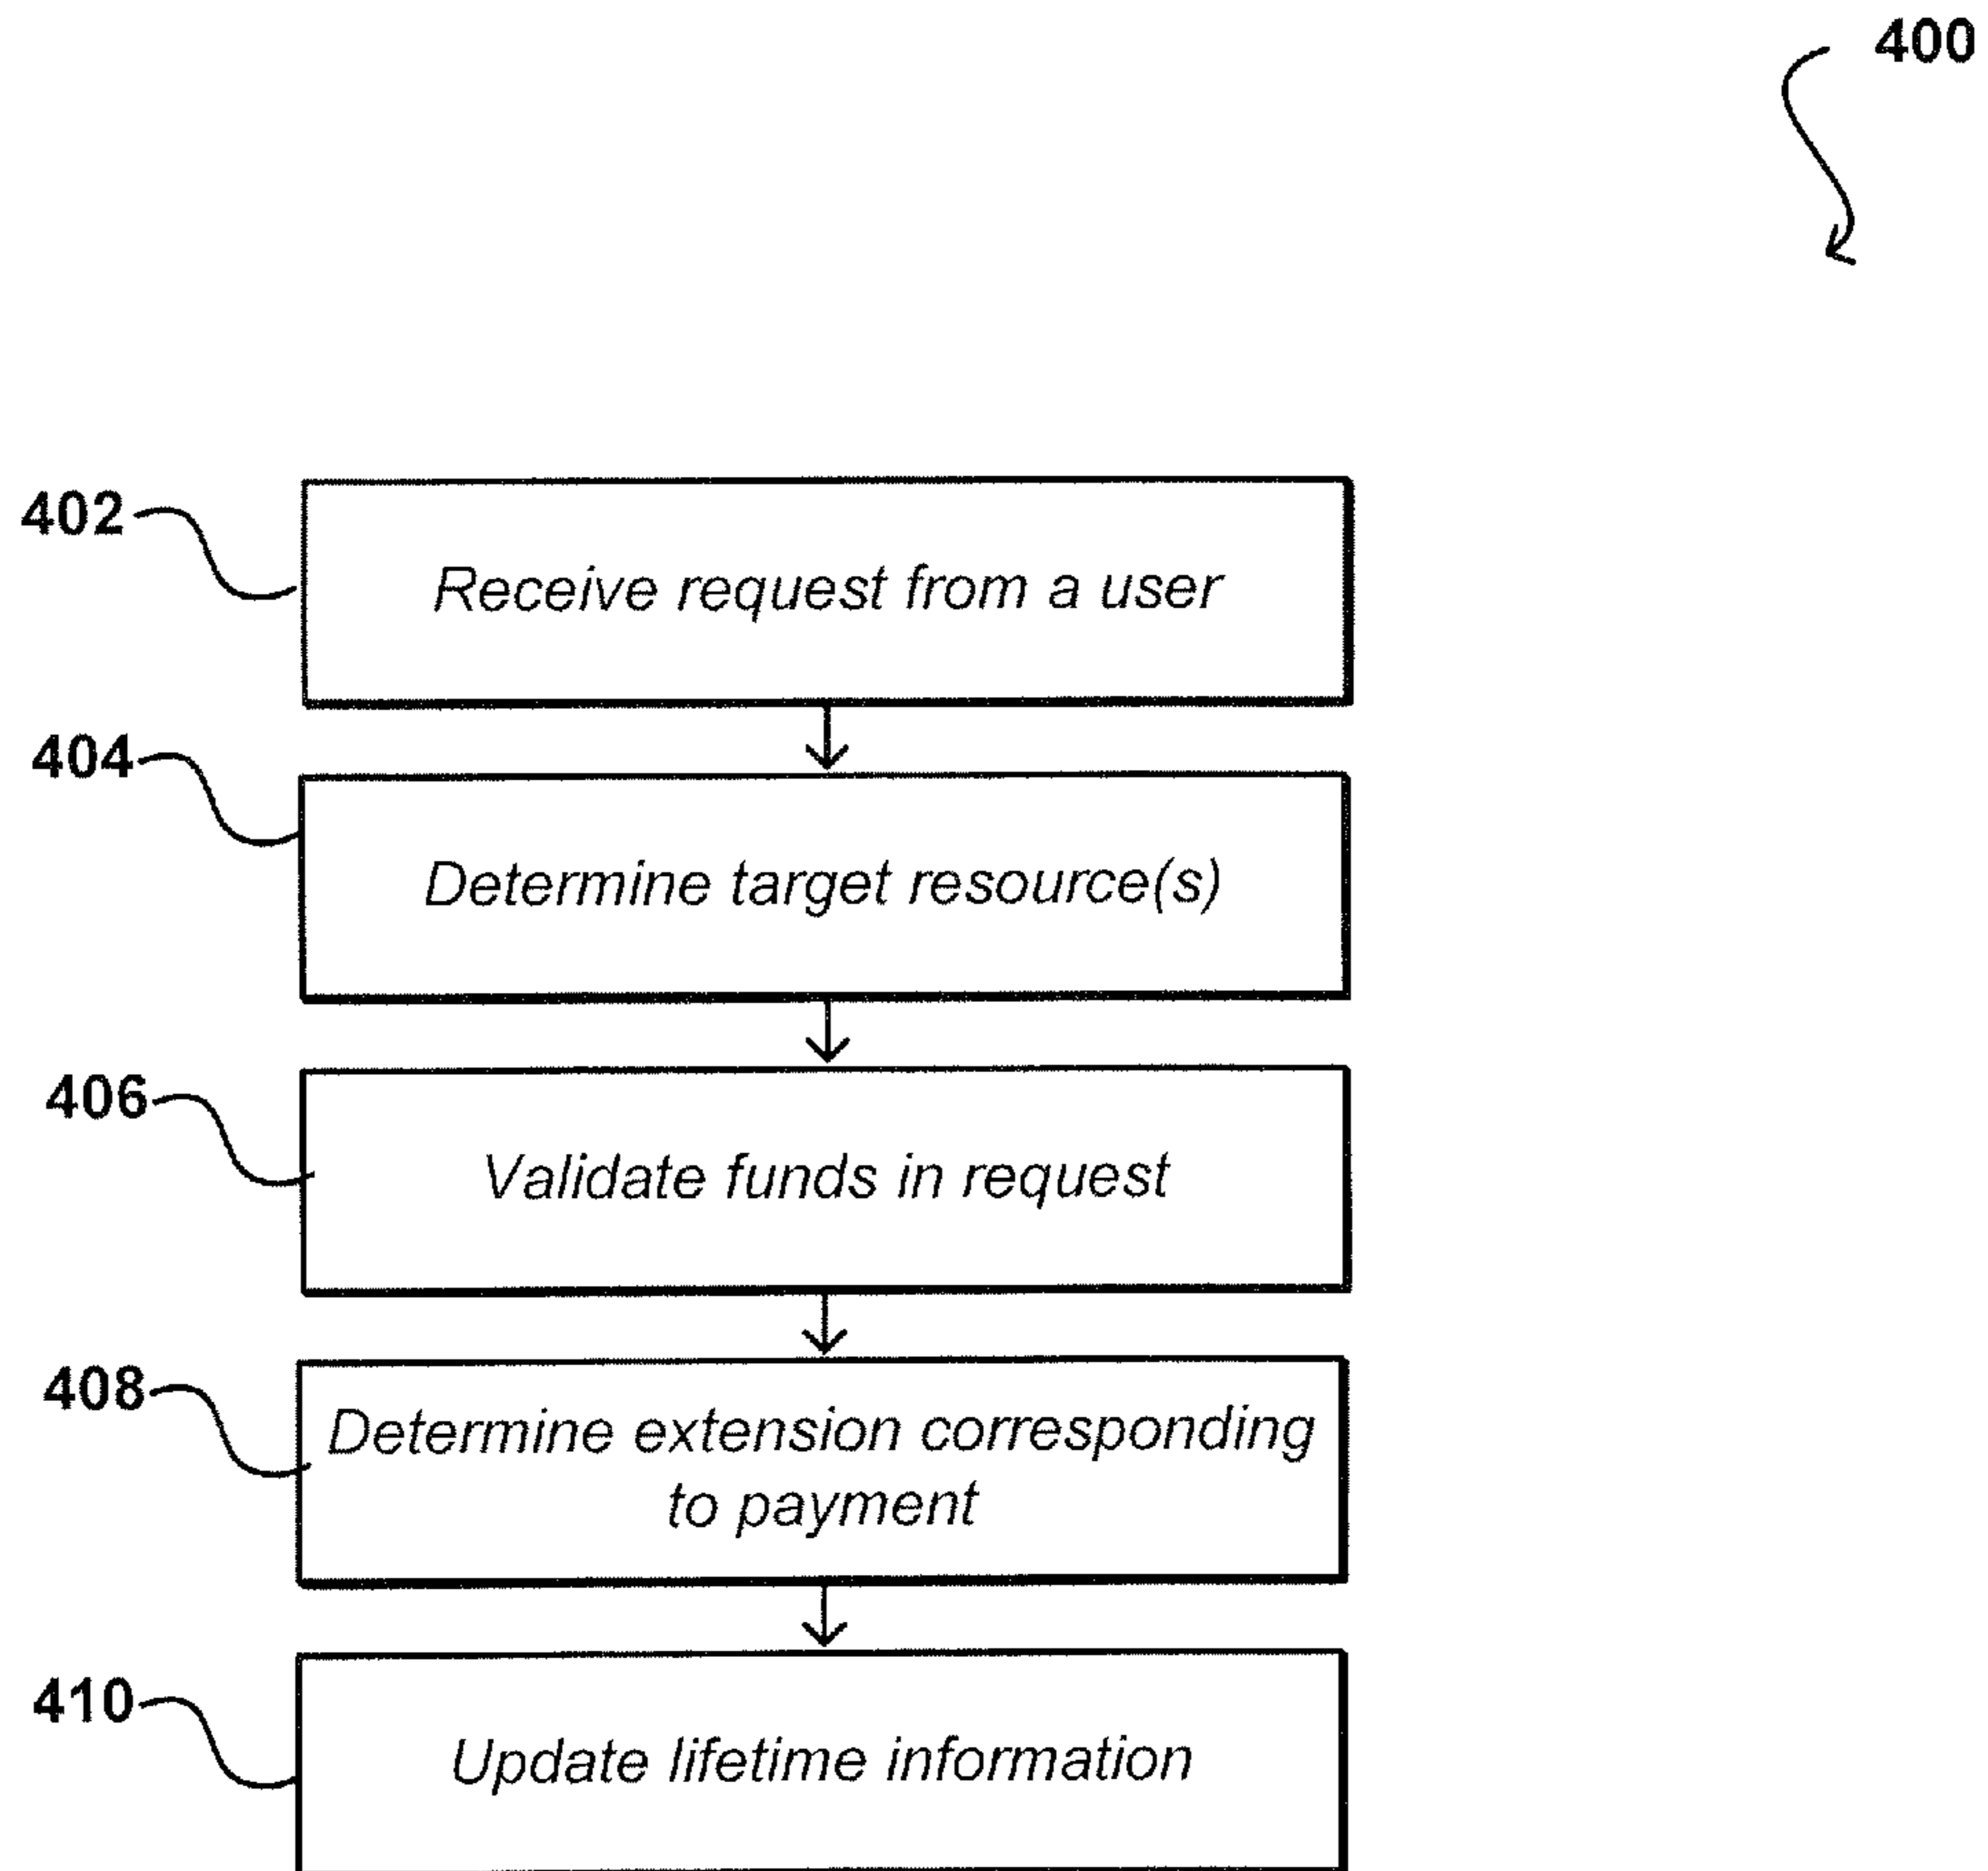 400
402
Receive request from a user
404
Determine target resource(s)
406
Validate funds in request
408
Determine extension corresponding
to payment
410
Update lifetime information